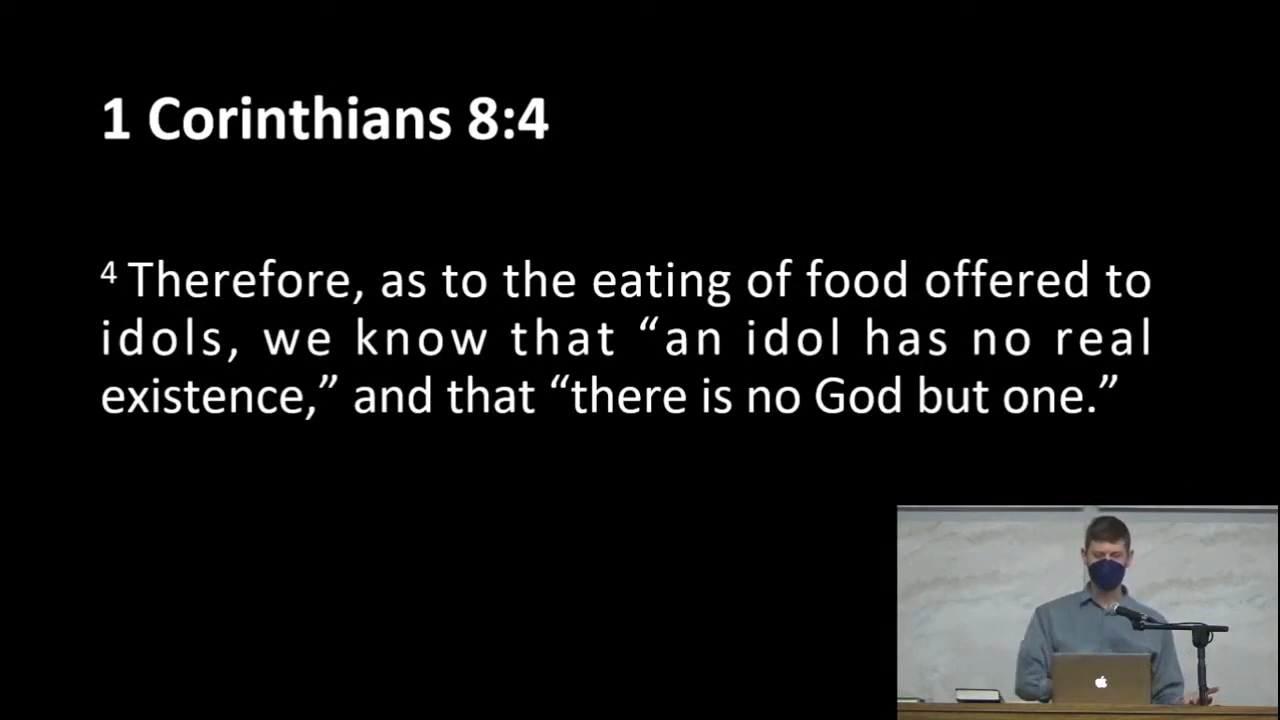 1 Corinthians 8:4
4 Therefore, as to the eating of food offered to
idols, we know that “an idol has no real
existence,” and that “there is no God but one.”